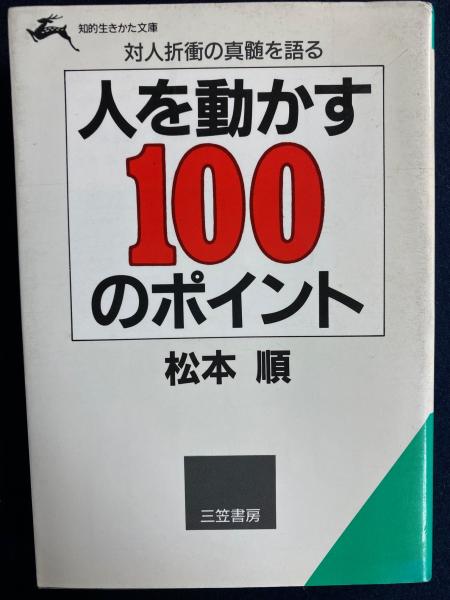 知的生きかた文庫
対人折衝の真髄を語る
人を動かす
100
のポイント
松本 順
三笠書房